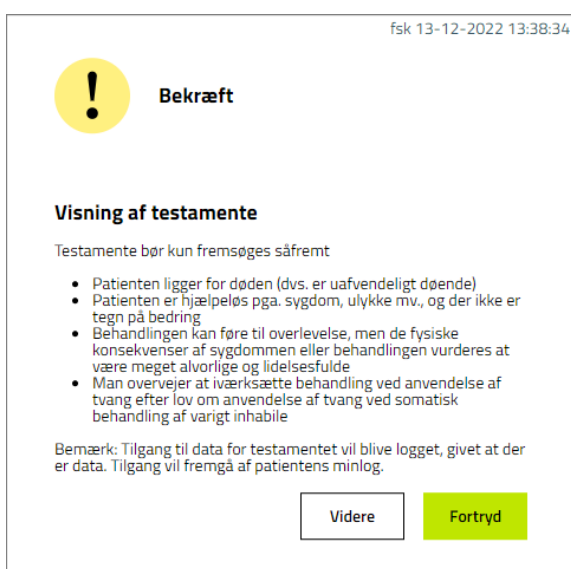 fsk 13-12-2022 13:38:34
!
Bekræft
Visning af testamente
Testamente bør kun fremsøges såfremt
• Patienten ligger for døden (dvs. er uafvendeligt døende)
• Patienten er hjælpeløs pga. sygdom, ulykke mv., og der ikke er
tegn på bedring
• Behandlingen kan føre til overlevelse, men de fysiske
konsekvenser af sygdommen eller behandlingen vurderes at
være meget alvorlige og lidelsesfulde
• Man overvejer at iværksætte behandling ved anvendelse af
tvang efter lov om anvendelse af tvang ved somatisk
behandling af varigt inhabile
Bemærk: Tilgang til data for testamentet vil blive logget, givet at der
er data. Tilgang vil fremgå af patientens minlog.
Videre
Fortryd